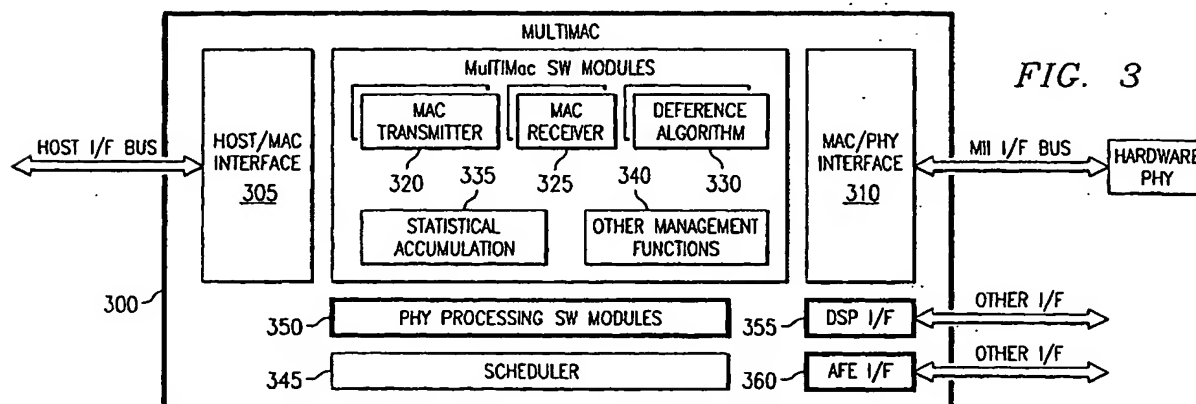 MULTIMAC
MulTIMac SW MODULES
FIG. 3
HOST I/F BUS
HOST/MAC
INTERFACE
305
MAC
TRANSMITTER
MAC
RECEIVER
DEFERENCE
ALGORITHM
320
335
325
340
330
STATISTICAL
ACCUMULATION
OTHER MANAGEMENT
FUNCTIONS
MAC/PHY
INTERFACE
310
MII I/F BUS
HARDWARE
PHY
300
350
PHY PROCESSING SW MODULES
355
DSP I/F
OTHER I/F
345
SCHEDULER
360
AFE I/F
OTHER I/F